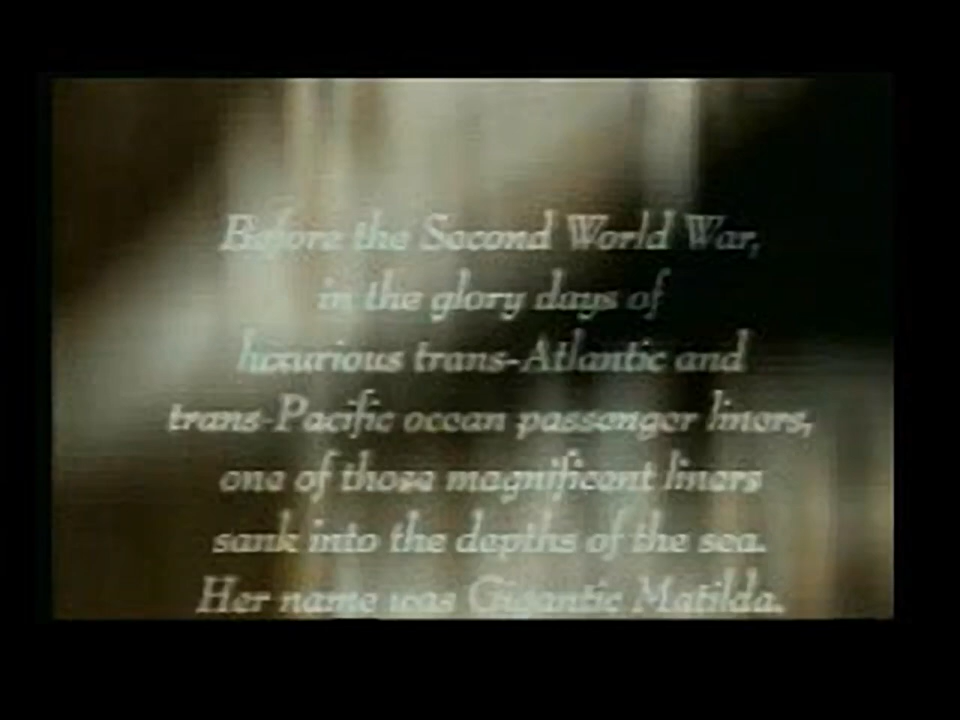 Before the Second World War,
in the glory days of
luxurious trans-Atlantic and
trans-Pacific ocean passenger liners,
one of those magnificent liners
sank into the depths of the sea.
Her name was Gigantic Matilda.